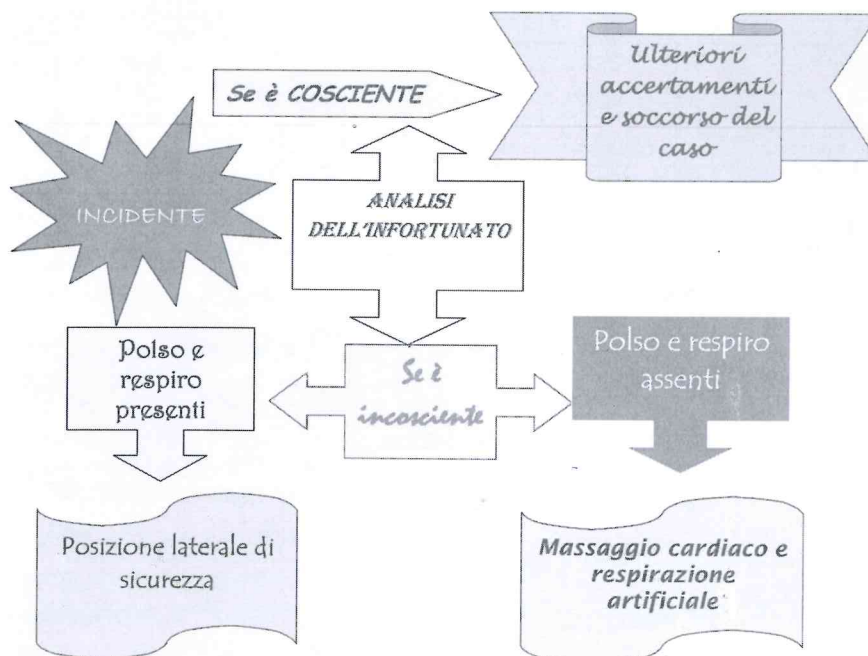 Ulteriori
accertamenti
e soccorso del
caso
Se è COSCIENTE
INCIDENTE
ANALISI
DELL'INFORTUNATO
Polso e
respiro
presenti
Se è
incosciente
Polso e respiro
assenti
Posizione laterale di
sicurezza
Massaggio cardiaco e
respirazione
artificiale